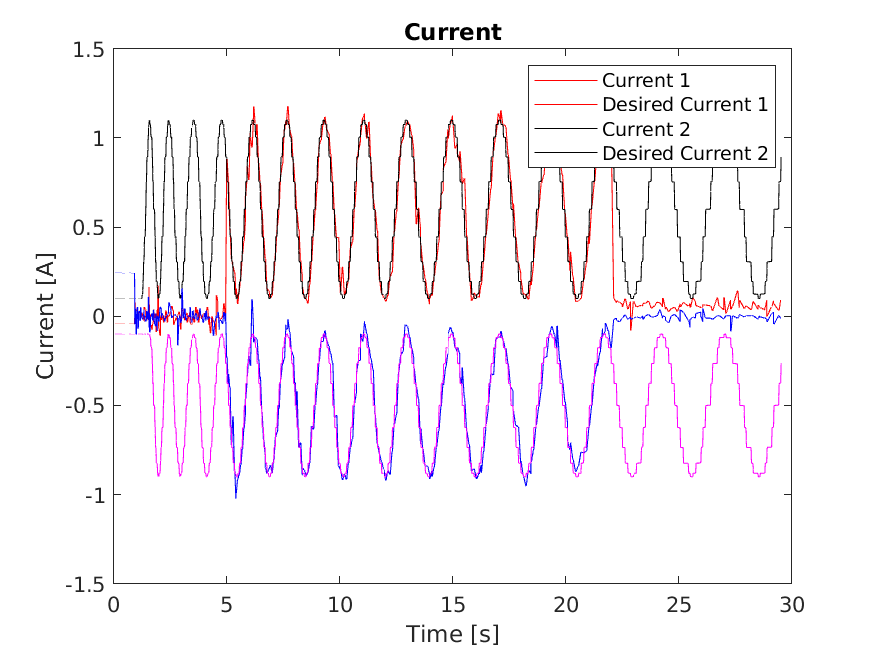 Current
1.5
1
0.5
0
-0.5
-1
-1.5
Current [A]
Current 1
Desired Current 1
Current 2
Desired Current 2
0 5 10 15 20 25 30
Time [s]